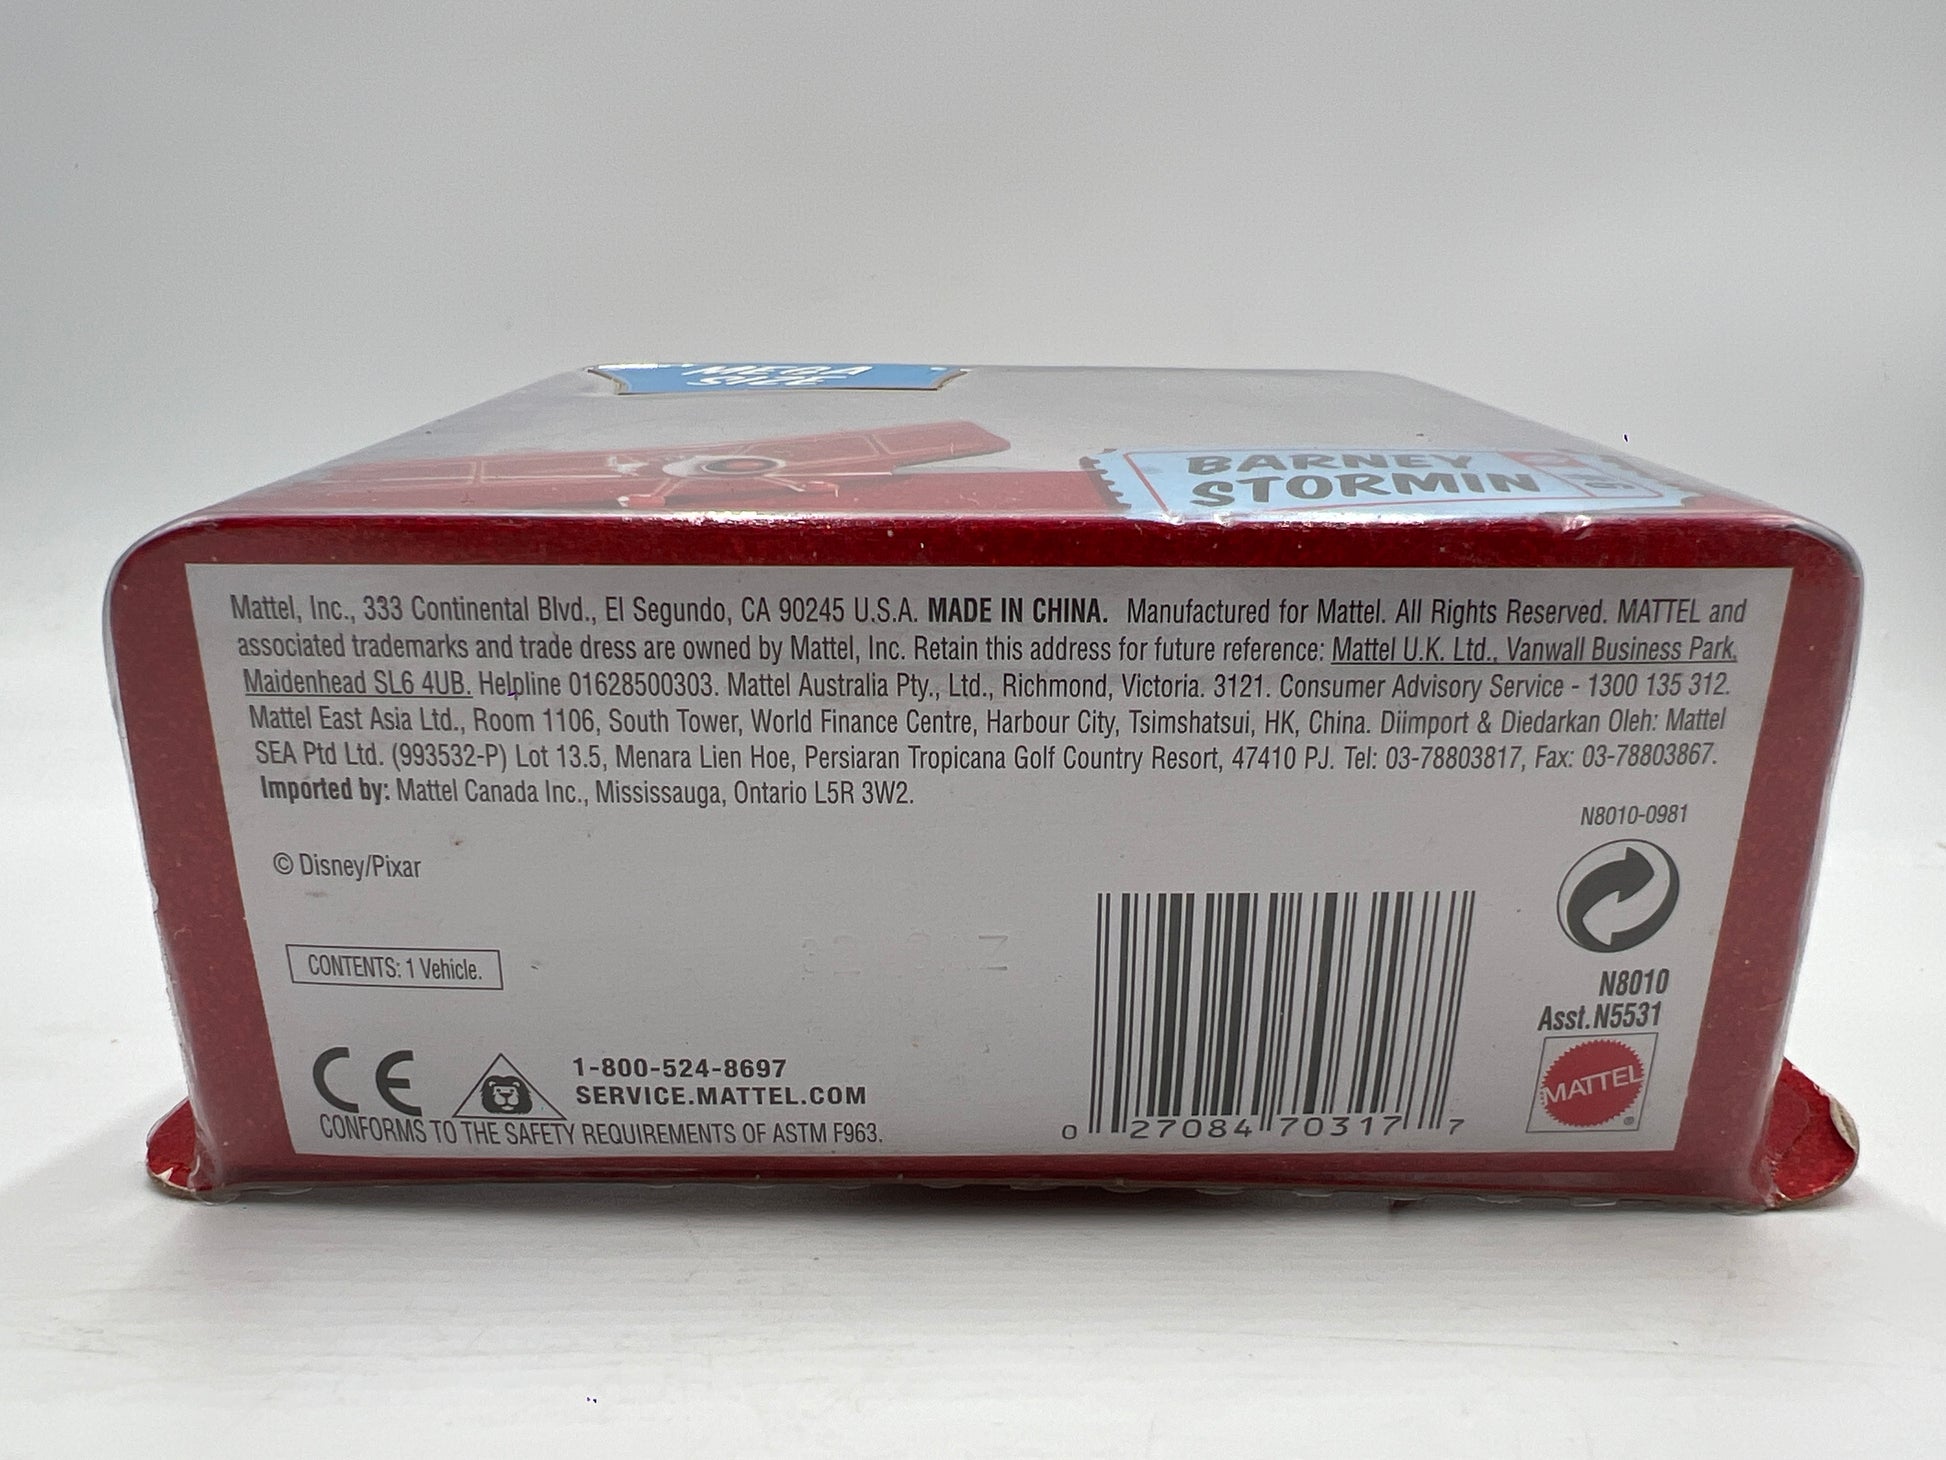 MEGA
SIZE
BARNEY
STORMIN
Mattel, Inc., 333 Continental Blvd., El Segundo, CA 90245 U.S.A. MADE IN CHINA. Manufactured for Mattel. All Rights Reserved. MATTEL and
associated trademarks and trade dress are owned by Mattel, Inc. Retain this address for future reference: Mattel U.K. Ltd., Vanwall Business Park,
Maidenhead SL6 4UB. Helpline 01628500303. Mattel Australia Pty., Ltd., Richmond, Victoria. 3121. Consumer Advisory Service - 1300 135 312.
Mattel East Asia Ltd., Room 1106, South Tower, World Finance Centre, Harbour City, Tsimshatsui, HK, China. Diimport & Diedarkan Oleh: Mattel
SEA Ptd Ltd. (993532-P) Lot 13.5, Menara Lien Hoe, Persiaran Tropicana Golf Country Resort, 47410 PJ. Tel: 03-78803817, Fax: 03-78803867.
Imported by: Mattel Canada Inc., Mississauga, Ontario L5R 3W2.
N8010-0981
© Disney/Pixar
CONTENTS: 1 Vehicle.
N8010
Asst.N5531
CE
1-800-524-8697
SERVICE.MATTEL.COM
CONFORMS TO THE SAFETY REQUIREMENTS OF ASTM F963.
0 27084 70317 7
MATTEL®